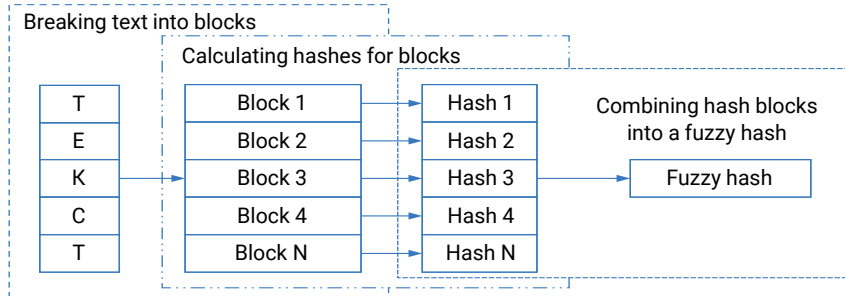 Breaking text into blocks
Calculating hashes for blocks
Combining hash blocks
into a fuzzy hash
Т
Е
К
С
Т
Block 1
Block 2
Block 3
Block 4
Block N
Hash 1
Hash 2
Hash 3
Hash 4
Hash N
Fuzzy hash